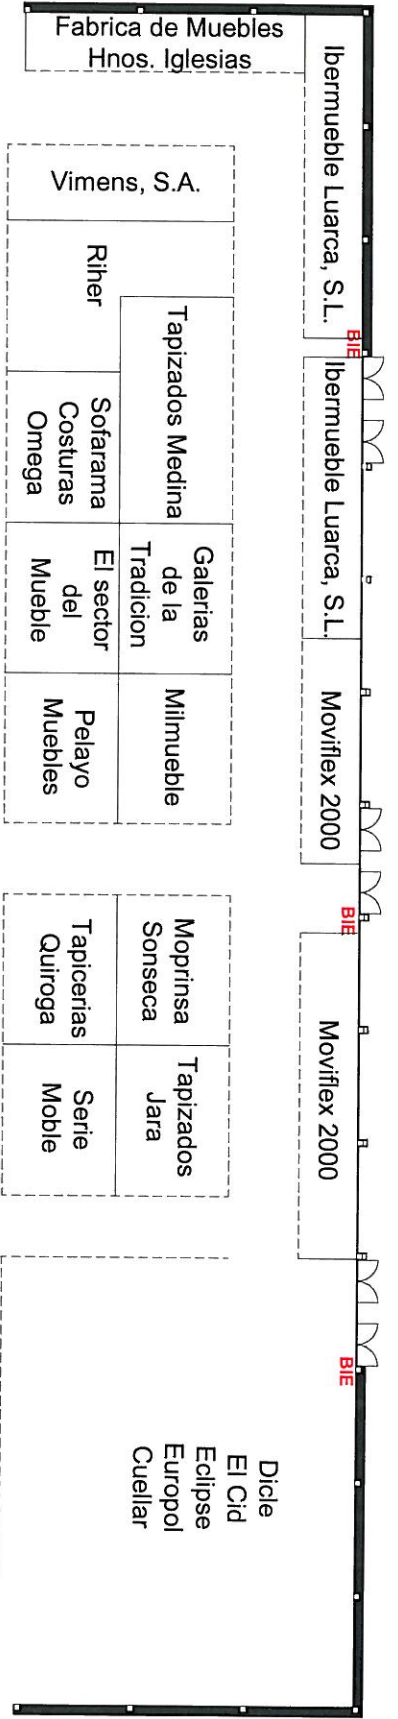 Fabrica de Muebles
Hnos. Iglesias
Ibermueble Luarca, S.L.
BIE
Ibermueble Luarca, S.L.
Moviflex 2000
BIE
Moviflex 2000
BIE
Vimens, S.A.
Riher
Tapizados Medina
Sofarama
Costuras
Omega
Galerias
de la
Tradicion
El sector
del
Mueble
Milmueble
Pelayo
Muebles
Moprinsa
Sonseca
Tapicerias
Quiroga
Tapizados
Jara
Serie
Moble
Dicle
El Cid
Eclipse
Europol
Cuellar